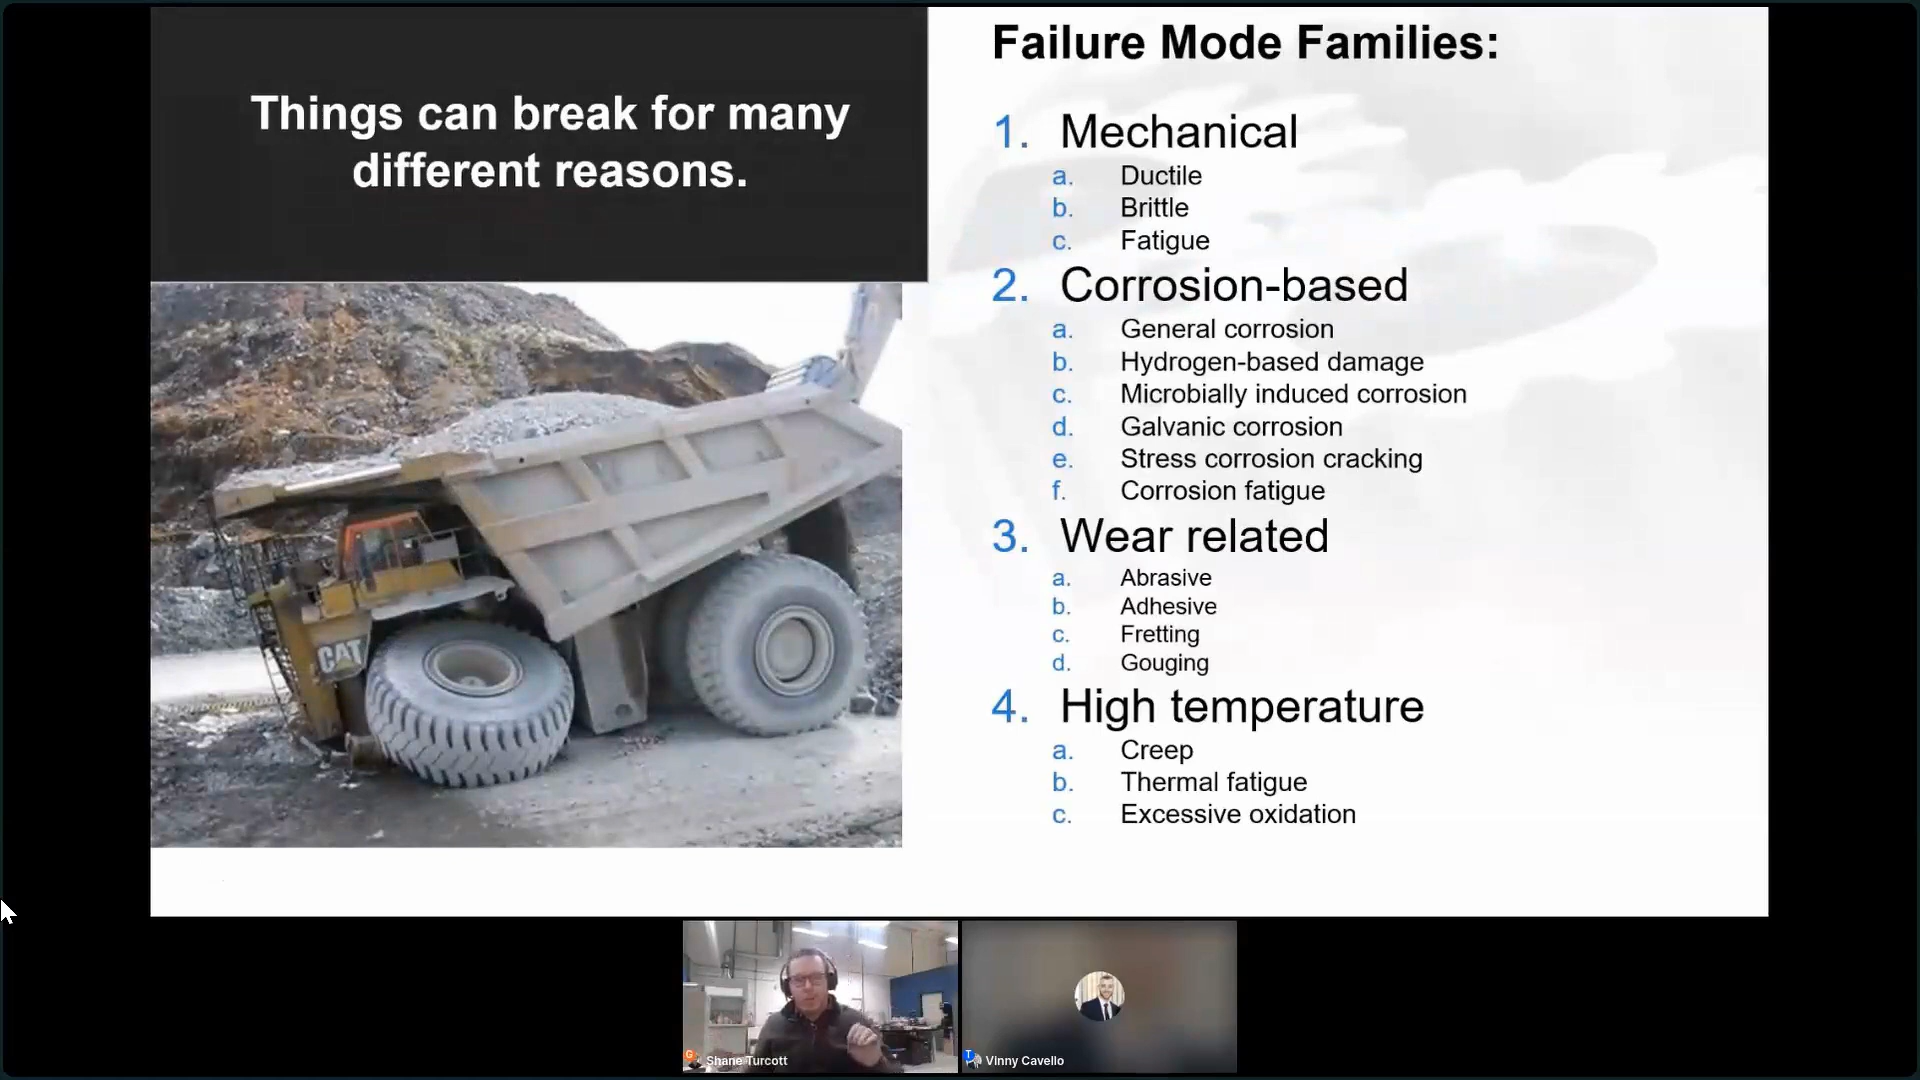 Things can break for many
different reasons.
CAT
Failure Mode Families:
1. Mechanical
a. Ductile
b. Brittle
c. Fatigue
2. Corrosion-based
a. General corrosion
b. Hydrogen-based damage
c. Microbially induced corrosion
d. Galvanic corrosion
e. Stress corrosion cracking
f. Corrosion fatigue
3. Wear related
a. Abrasive
b. Adhesive
c. Fretting
d. Gouging
4. High temperature
a. Creep
b. Thermal fatigue
c. Excessive oxidation
G Shane Turcott
T Vinny Cavello